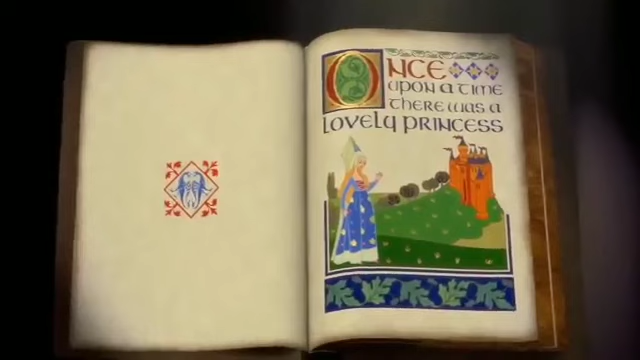 ONCE
UPON A TIME
THERE WAS A
LOVELY PRINCESS